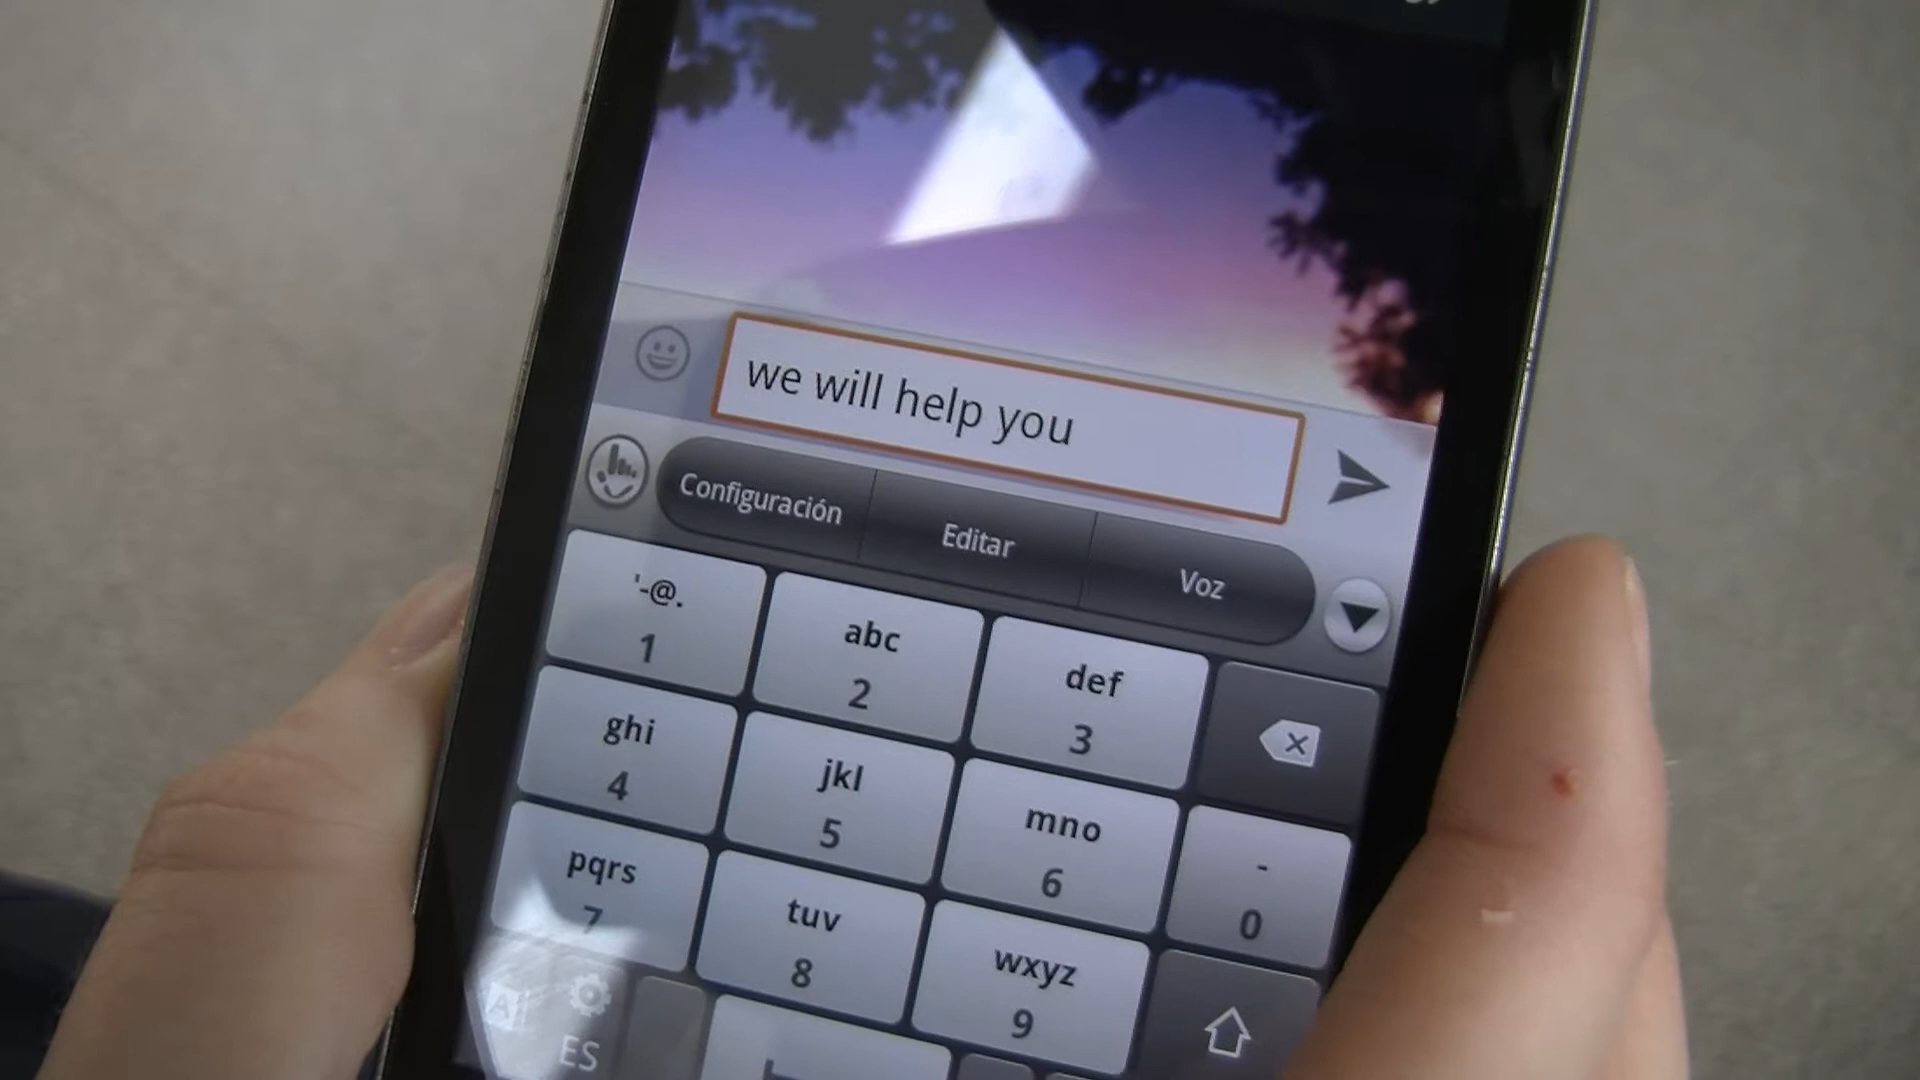 we will help you
Configuración Editar Voz
'-@.
1
abc
2
def
3
ghi
4
jkl
5
mno
6
-
0
pqrs
7
tuv
8
wxyz
9
ES